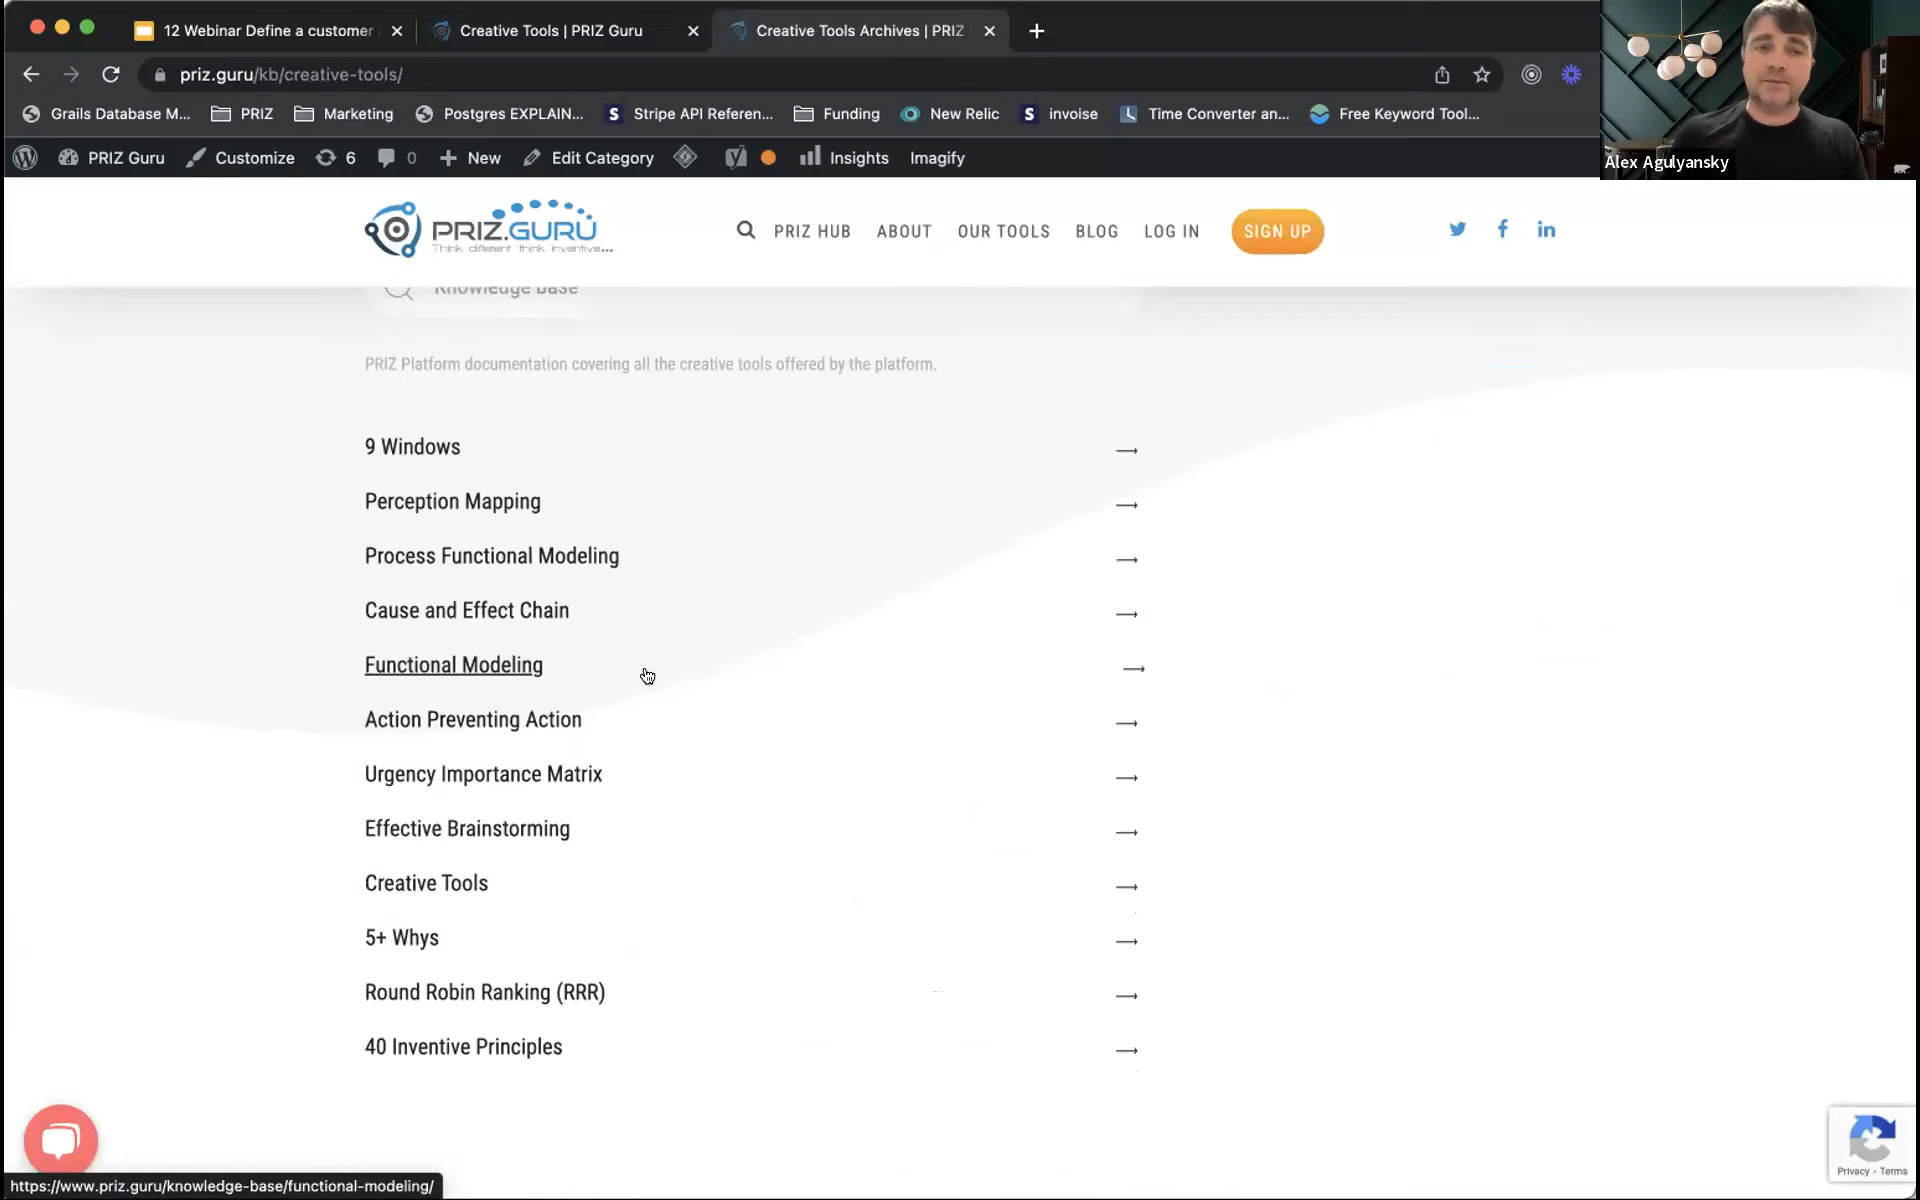 12 Webinar Define a customer
Creative Tools | PRIZ Guru
Creative Tools Archives | PRIZ
priz.guru/kb/creative-tools/
Grails Database M...
PRIZ
Marketing
Postgres EXPLAIN...
S
Stripe API Referen...
Funding
New Relic
S
invoise
Time Converter an...
Free Keyword Tool...
PRIZ Guru
Customize
6
0
New
Edit Category
Insights
Imagify
Alex Agulyansky
PRIZ.GURU
Think different think inventive...
PRIZ HUB
ABOUT
OUR TOOLS
BLOG
LOG IN
SIGN UP
Knowledge base
PRIZ Platform documentation covering all the creative tools offered by the platform.
9 Windows
Perception Mapping
Process Functional Modeling
Cause and Effect Chain
Functional Modeling
Action Preventing Action
Urgency Importance Matrix
Effective Brainstorming
Creative Tools
5+ Whys
Round Robin Ranking (RRR)
40 Inventive Principles
Privacy - Terms
https://www.priz.guru/knowledge-base/functional-modeling/